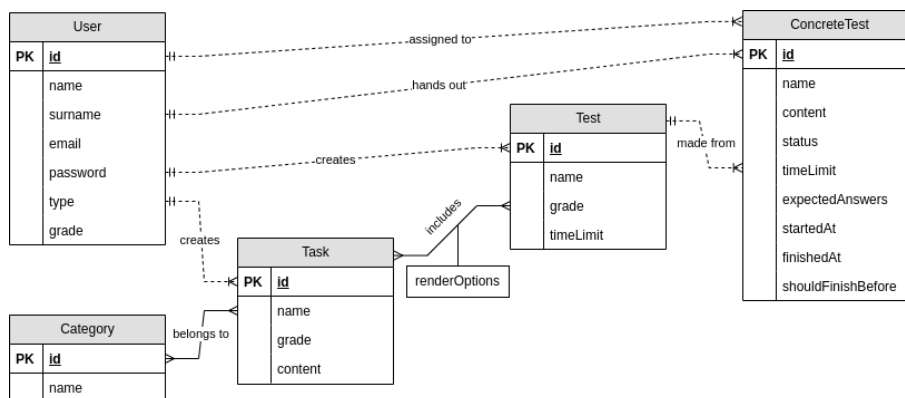 User
PK id
name
surname
email
password
type
grade
assigned to
hands out
creates
creates
ConcreteTest
PK id
name
content
status
timeLimit
expectedAnswers
startedAt
finishedAt
shouldFinishBefore
Test
PK id
name
grade
timeLimit
made from
includes
renderOptions
Task
PK id
name
grade
content
belongs to
Category
PK id
name